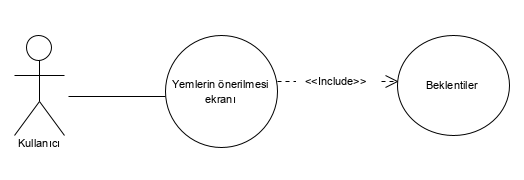 Yemlerin önerilmesi
ekranı
<<Include>>
Beklentiler
Kullanıcı